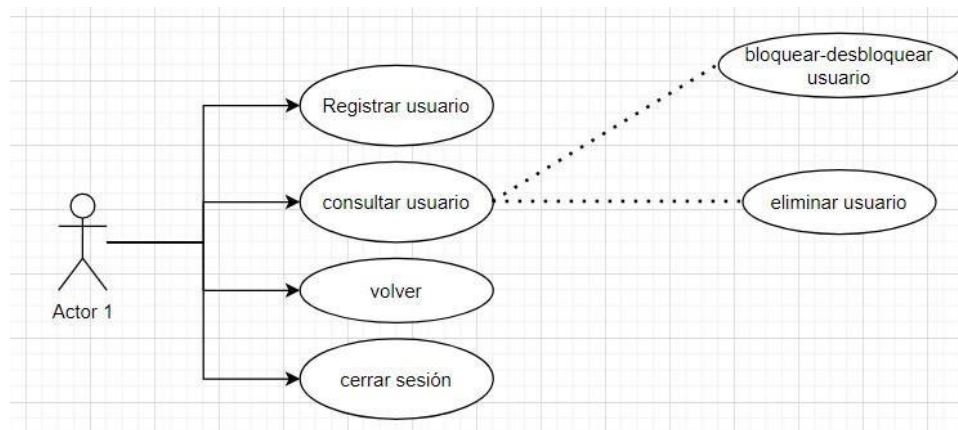 bloquear-desbloquear
usuario
Registrar usuario
consultar usuario
eliminar usuario
volver
Actor 1
cerrar sesión